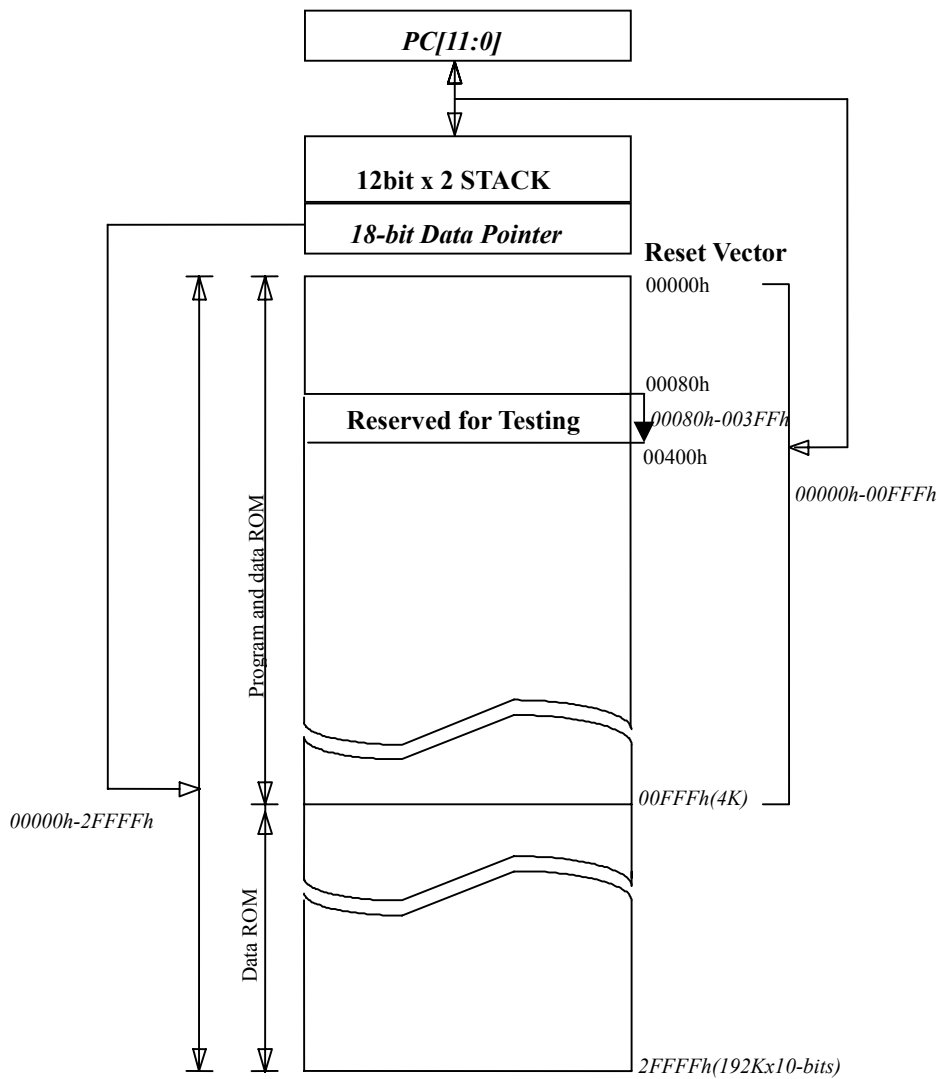 PC[11:0]
12bit x 2 STACK
18-bit Data Pointer
Reset Vector
00000h
00080h
Reserved for Testing
00080h-003FFh
00400h
00000h-00FFFh
Program and data ROM
00FFFh(4K)
00000h-2FFFFh
Data ROM
2FFFFh(192Kx10-bits)